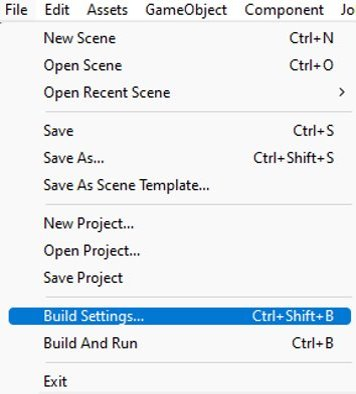 File Edit Assets GameObject Component Jo
New Scene Ctrl+N
Open Scene Ctrl+O
Open Recent Scene >
Save Ctrl+S
Save As... Ctrl+Shift+S
Save As Scene Template...
New Project...
Open Project...
Save Project
Build Settings... Ctrl+Shift+B
Build And Run Ctrl+B
Exit